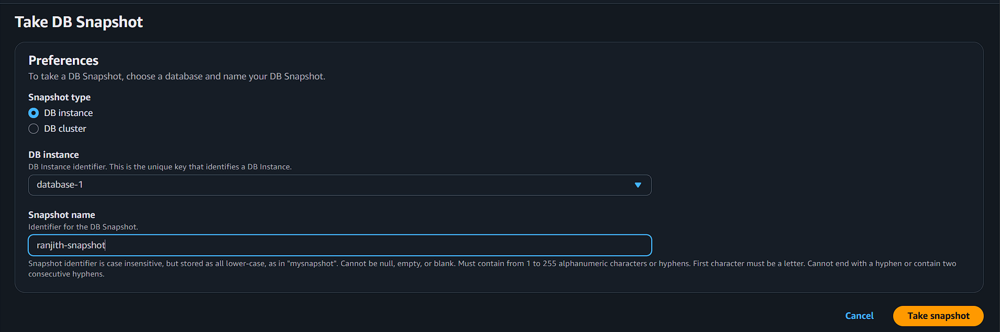 Take DB Snapshot
Preferences
To take a DB Snapshot, choose a database and name your DB Snapshot.
Snapshot type
DB instance
DB cluster
DB instance
DB Instance identifier. This is the unique key that identifies a DB Instance.
database-1
Snapshot name
Identifier for the DB Snapshot.
ranjith-snapshot
Snapshot identifier is case insensitive, but stored as all lower-case, as in "mysnapshot". Cannot be null, empty, or blank. Must contain from 1 to 255 alphanumeric characters or hyphens. First character must be a letter. Cannot end with a hyphen or contain two
consecutive hyphens.
Cancel
Take snapshot